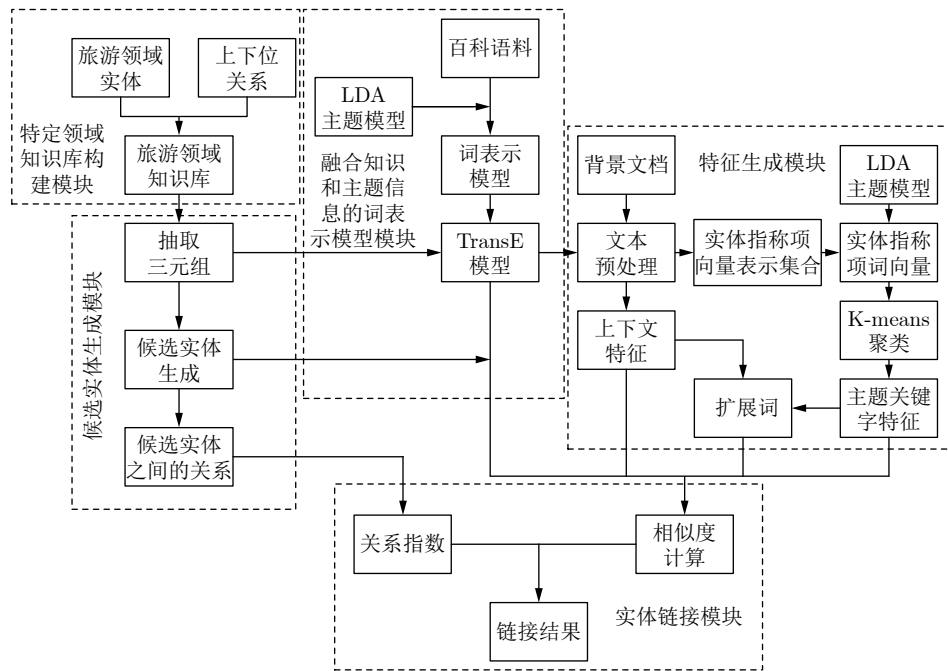 旅游领域
实体
上下位
关系
特定领域
知识库构
建模块
旅游领域
知识库
百科语料
LDA
主题模型
词表示
模型
融合知识
和主题信
息的词表
示模型模块
TransE
模型
候选实体生成模块
抽取
三元组
候选实体
生成
候选实体
之间的关系
背景文档
特征生成模块
LDA
主题模型
文本
预处理
实体指称项
向量表示集合
实体指称
项词向量
上下文
特征
K-means
聚类
扩展词
主题关键
字特征
关系指数
相似度
计算
链接结果
实体链接模块